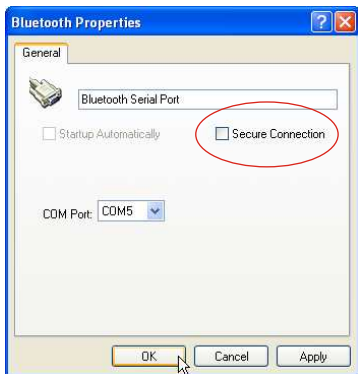 Bluetooth Properties
General
Bluetooth Serial Port
Startup Automatically
Secure Connection
COM Port: COM5
OK Cancel Apply